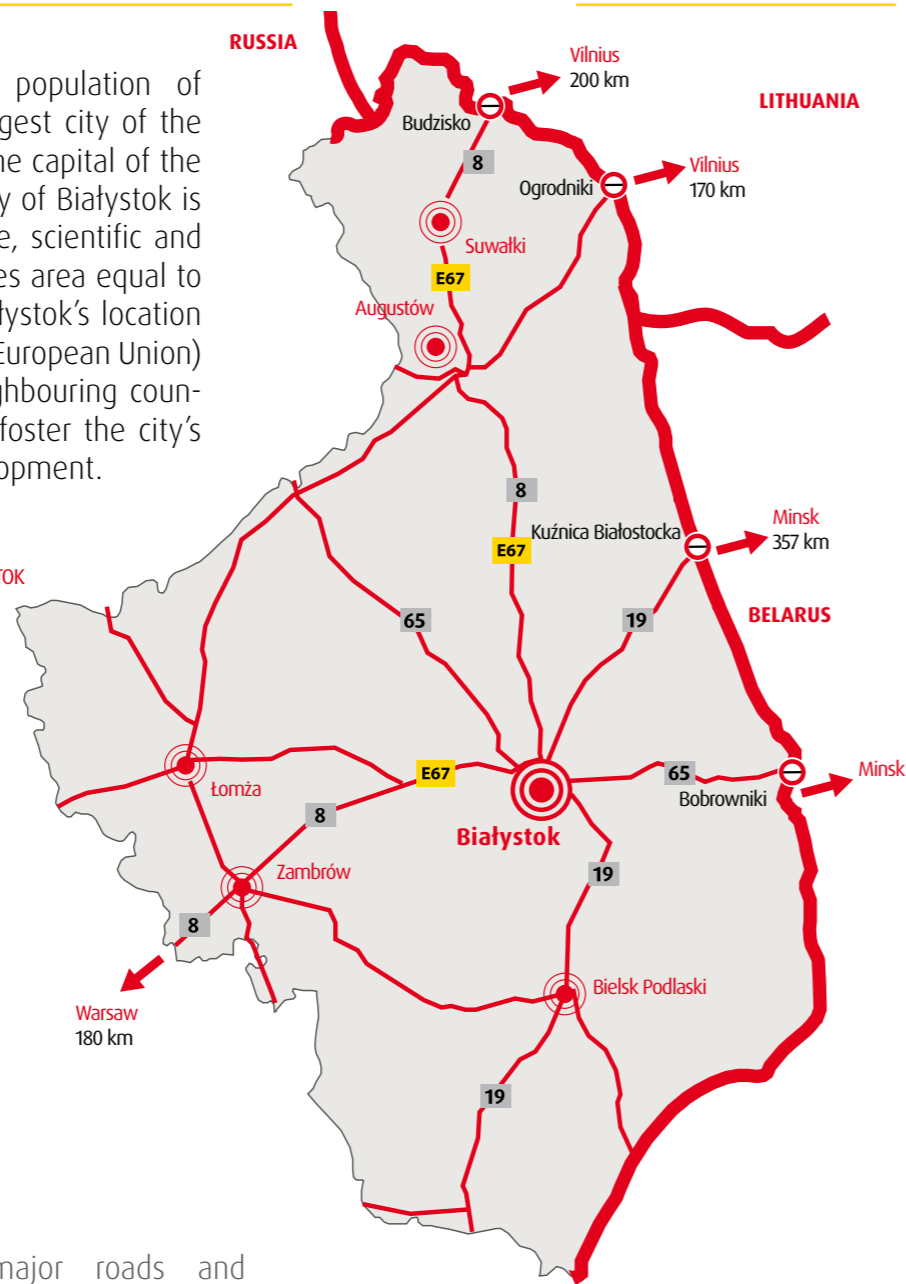 population of
gest city of the
ne capital of the
y of Białystok is
e, scientific and
es area equal to
łystok's location
European Union)
ghbouring coun-
foster the city's
opment.
TOK
RUSSIA
Vilnius
200 km
LITHUANIA
Budzisko
8
Ogrodniki
Vilnius
170 km
Suwałki
E67
Augustów
8
Kuźnica Białostocka
E67
Minsk
357 km
65
19
BELARUS
Łomża
E67
65
Bobrowniki
Minsk
8
Białystok
Zambrów
19
8
Bielsk Podlaski
Warsaw
180 km
19
major roads and